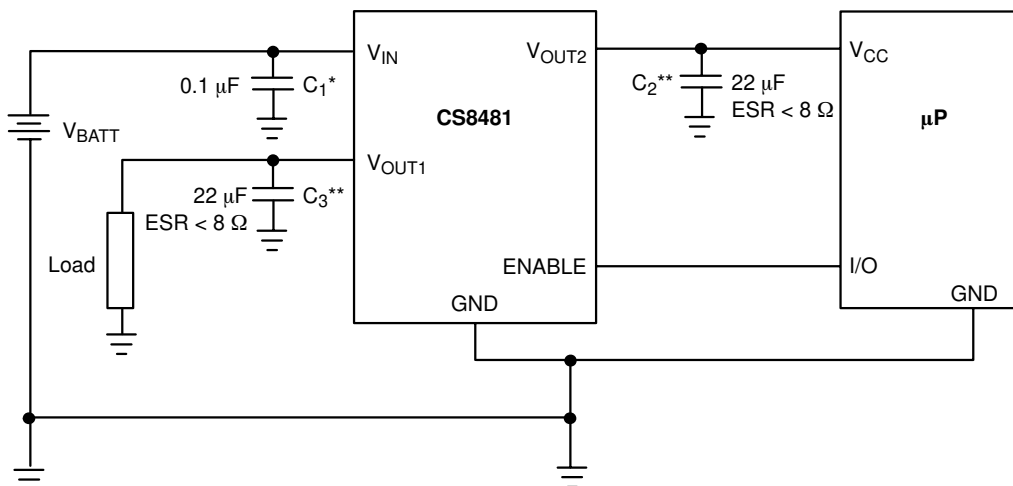 V_IN
V_OUT2
V_CC
0.1 μF
C_1*
C_2**
22 μF
ESR < 8 Ω
CS8481
μP
V_BATT
V_OUT1
22 μF
ESR < 8 Ω
C_3**
Load
ENABLE
I/O
GND
GND